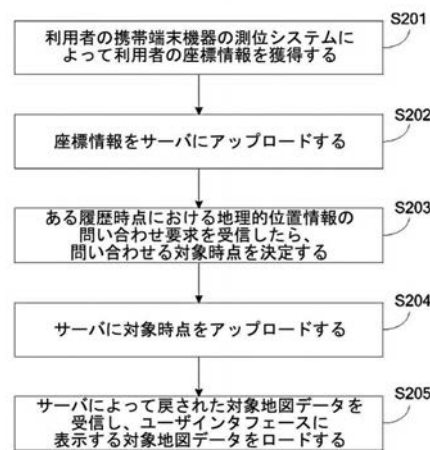 S201
利用者の携帯端末機器の測位システムに
よって利用者の座標情報を獲得する
S202
座標情報をサーバにアップロードする
S203
ある履歴時点における地理的位置情報の
問い合わせ要求を受信したら、
問い合わせる対象時点を決定する
S204
サーバに対象時点をアップロードする
S205
サーバによって戻された対象地図データを
受信し、ユーザインタフェースに
表示する対象地図データをロードする